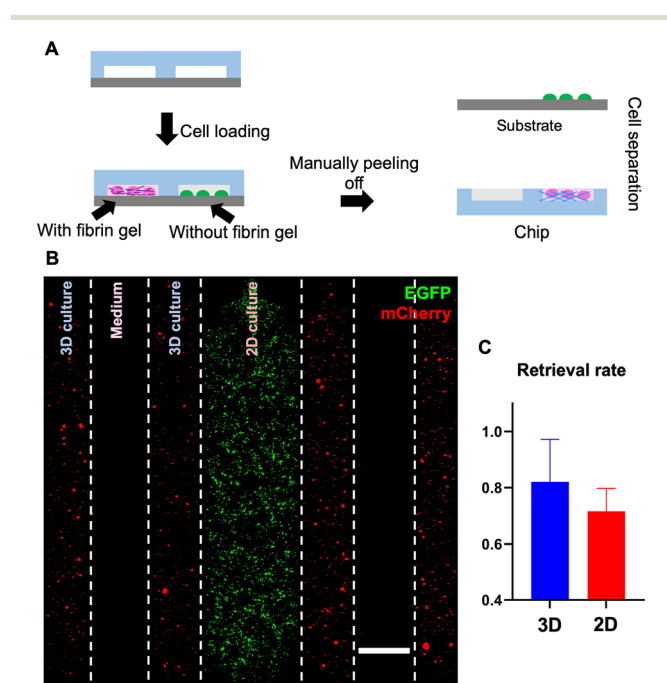 A
Cell loading
With fibrin gel
Without fibrin gel
Manually peeling
off
Substrate
Chip
Cell separation
B
3D culture
Medium
3D culture
2D culture
EGFP
mCherry
C
Retrieval rate
1.0
0.8
0.6
0.4
3D
2D